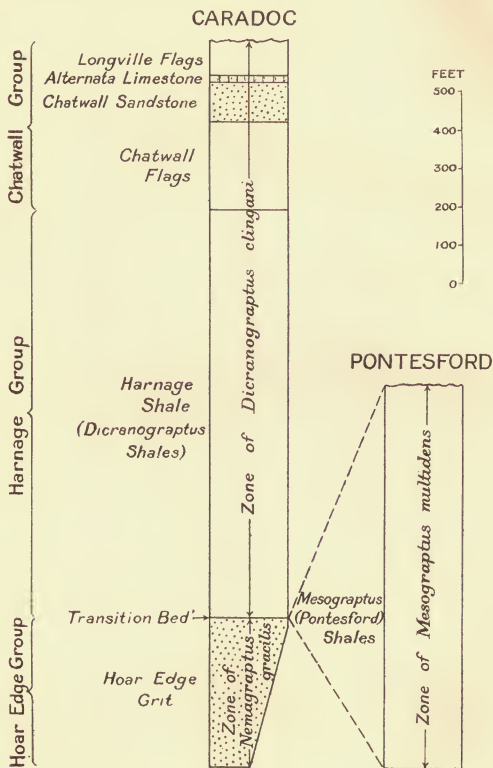 CARADOC
Group
Longville Flags
Alternata Limestone
Chatwall Sandstone
Chatwall
Chatwall
Flags
FEET
500
400
300
200
100
0
Zone of Dicranograptus clingani
Group
Harnage
Harnage
Shale
(Dicranograptus
Shales)
PONTESFORD
Zone of Mesograptus multidens
Transition Bed'
Mesograptus
(Pontesford)
Shales
Hoar Edge Group
Hoar Edge
Grit
Zone of
Nemagraptus
gracilis